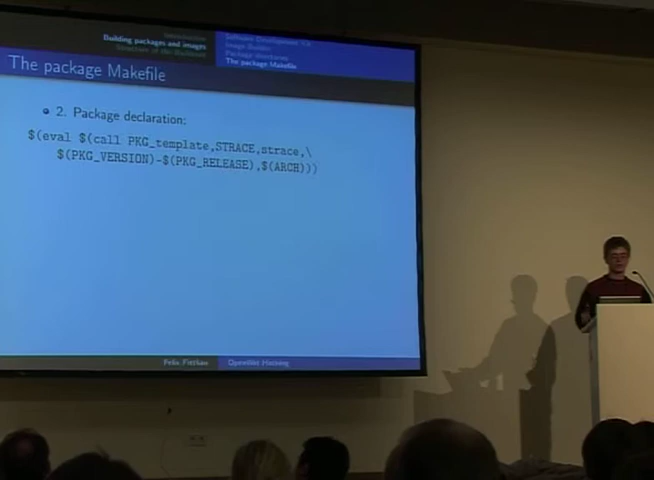 Introduction
Building packages and images
Structure of the buildroot
Software Development Kit
Image Builder
Package directories
The package Makefile
The package Makefile
2. Package declaration:
$(eval $(call PKG_template,STRACE,strace,\
$(PKG_VERSION)-$(PKG_RELEASE),$(ARCH)))
Felix Fietkau
OpenWrt Hacking